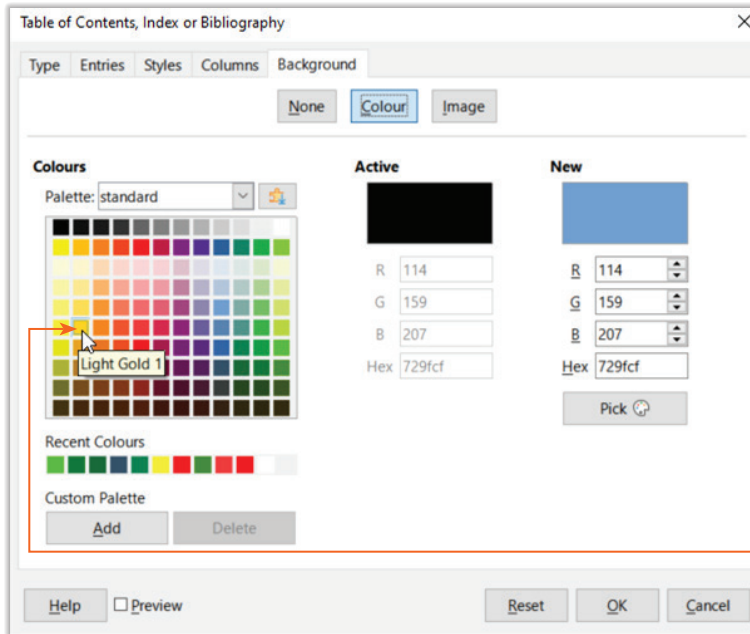 Table of Contents, Index or Bibliography
Type Entries Styles Columns Background
None Colour Image
Colours
Palette: standard
Light Gold 1
Recent Colours
Custom Palette
Add Delete
Active
R 114
G 159
B 207
Hex 729fcf
New
R 114
G 159
B 207
Hex 729fcf
Pick
Help Preview Reset OK Cancel